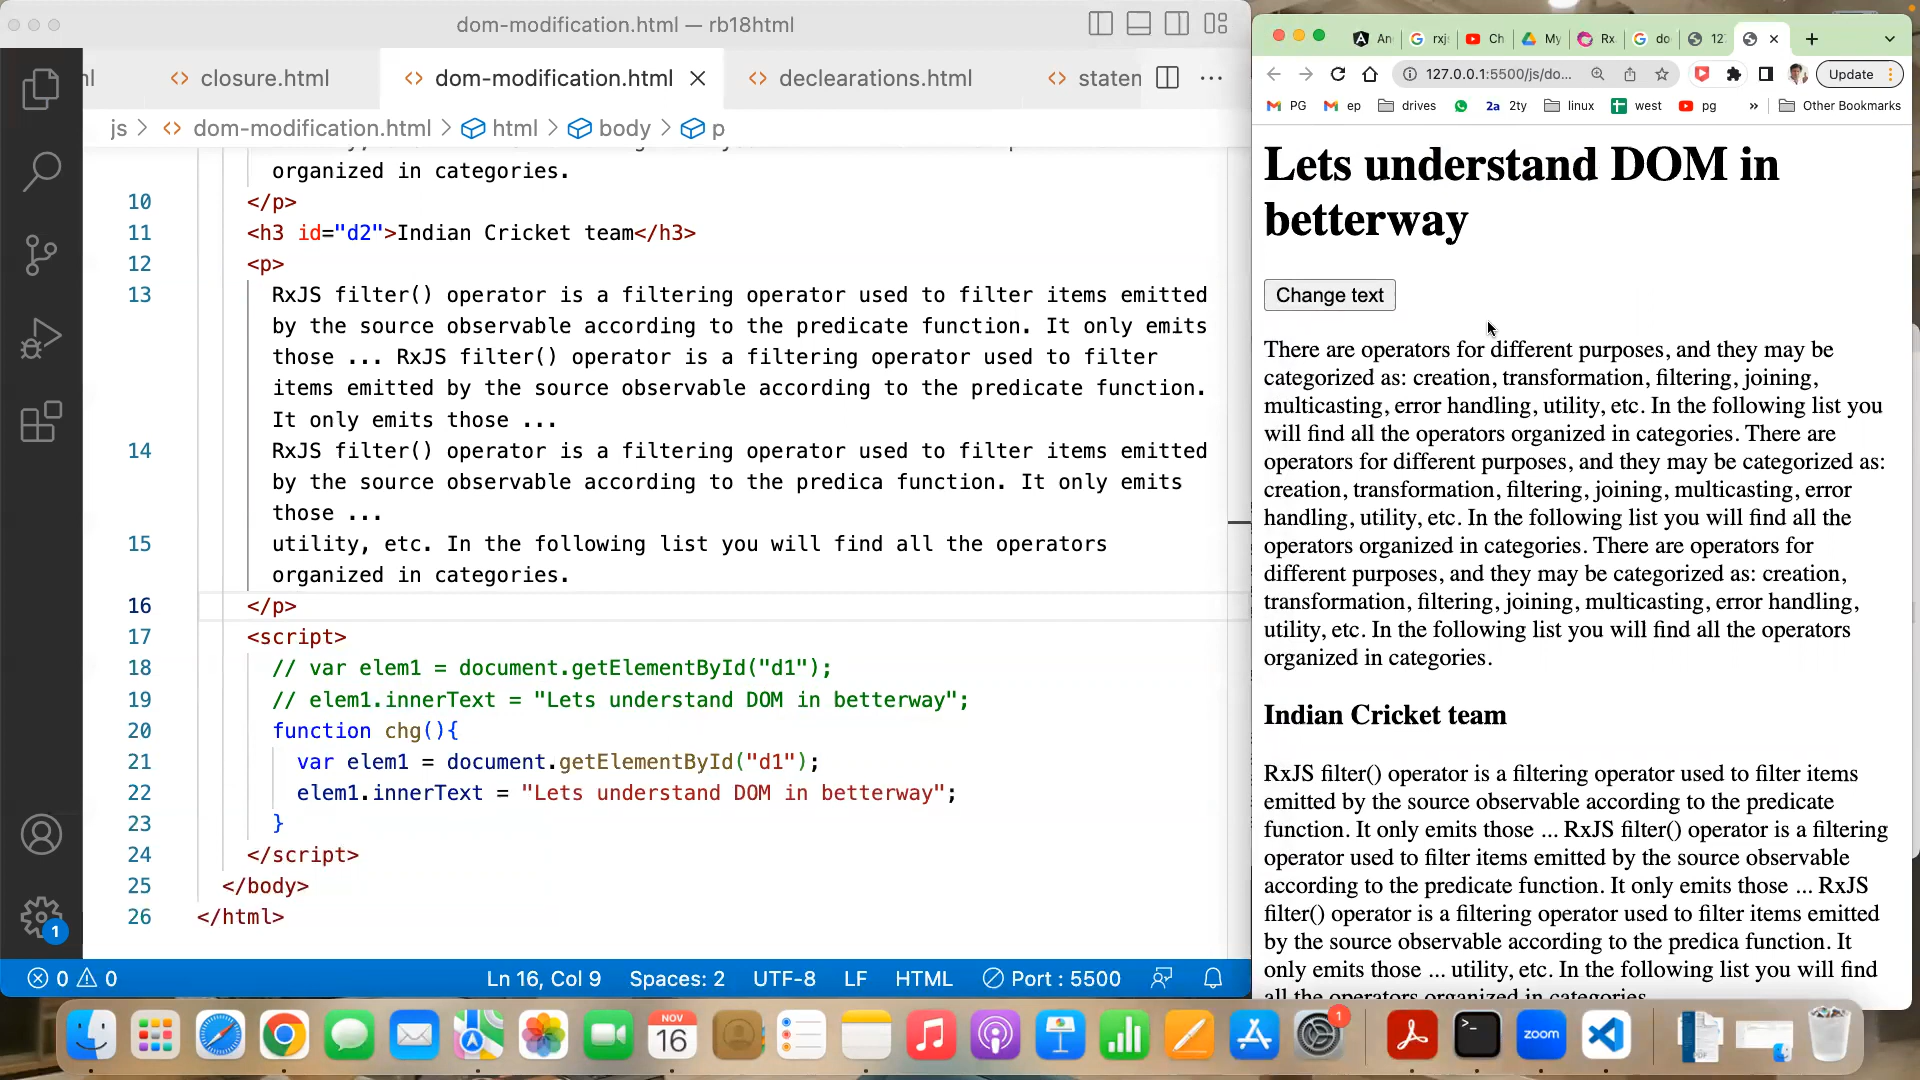 dom-modification.html — rb18html
closure.html
dom-modification.html
declearations.html
staten
js > dom-modification.html > html > body > p
organized in categories.
10 </p>
11 <h3 id="d2">Indian Cricket team</h3>
12 <p>
13 RxJS filter() operator is a filtering operator used to filter items emitted
by the source observable according to the predicate function. It only emits
those ... RxJS filter() operator is a filtering operator used to filter
items emitted by the source observable according to the predicate function.
It only emits those ...
14 RxJS filter() operator is a filtering operator used to filter items emitted
by the source observable according to the predica function. It only emits
those ...
15 utility, etc. In the following list you will find all the operators
organized in categories.
16 </p>
17 <script>
18 // var elem1 = document.getElementById("d1");
19 // elem1.innerText = "Lets understand DOM in betterway";
20 function chg(){
21 var elem1 = document.getElementById("d1");
22 elem1.innerText = "Lets understand DOM in betterway";
23 }
24 </script>
25 </body>
26 </html>
1
0 0
Ln 16, Col 9
Spaces: 2
UTF-8
LF
HTML
Port : 5500
An
rxj
Ch
My
Rx
do
12
127.0.0.1:5500/js/do...
Update
PG
ep
drives
2a 2ty
linux
west
pg
»
Other Bookmarks
Lets understand DOM in
betterway
Change text
There are operators for different purposes, and they may be
categorized as: creation, transformation, filtering, joining,
multicasting, error handling, utility, etc. In the following list you
will find all the operators organized in categories. There are
operators for different purposes, and they may be categorized as:
creation, transformation, filtering, joining, multicasting, error
handling, utility, etc. In the following list you will find all the
operators organized in categories. There are operators for
different purposes, and they may be categorized as: creation,
transformation, filtering, joining, multicasting, error handling,
utility, etc. In the following list you will find all the operators
organized in categories.
Indian Cricket team
RxJS filter() operator is a filtering operator used to filter items
emitted by the source observable according to the predicate
function. It only emits those ... RxJS filter() operator is a filtering
operator used to filter items emitted by the source observable
according to the predicate function. It only emits those ... RxJS
filter() operator is a filtering operator used to filter items emitted
by the source observable according to the predica function. It
only emits those ... utility, etc. In the following list you will find
all the operators organized in categories.
NOV
16
1
zoom